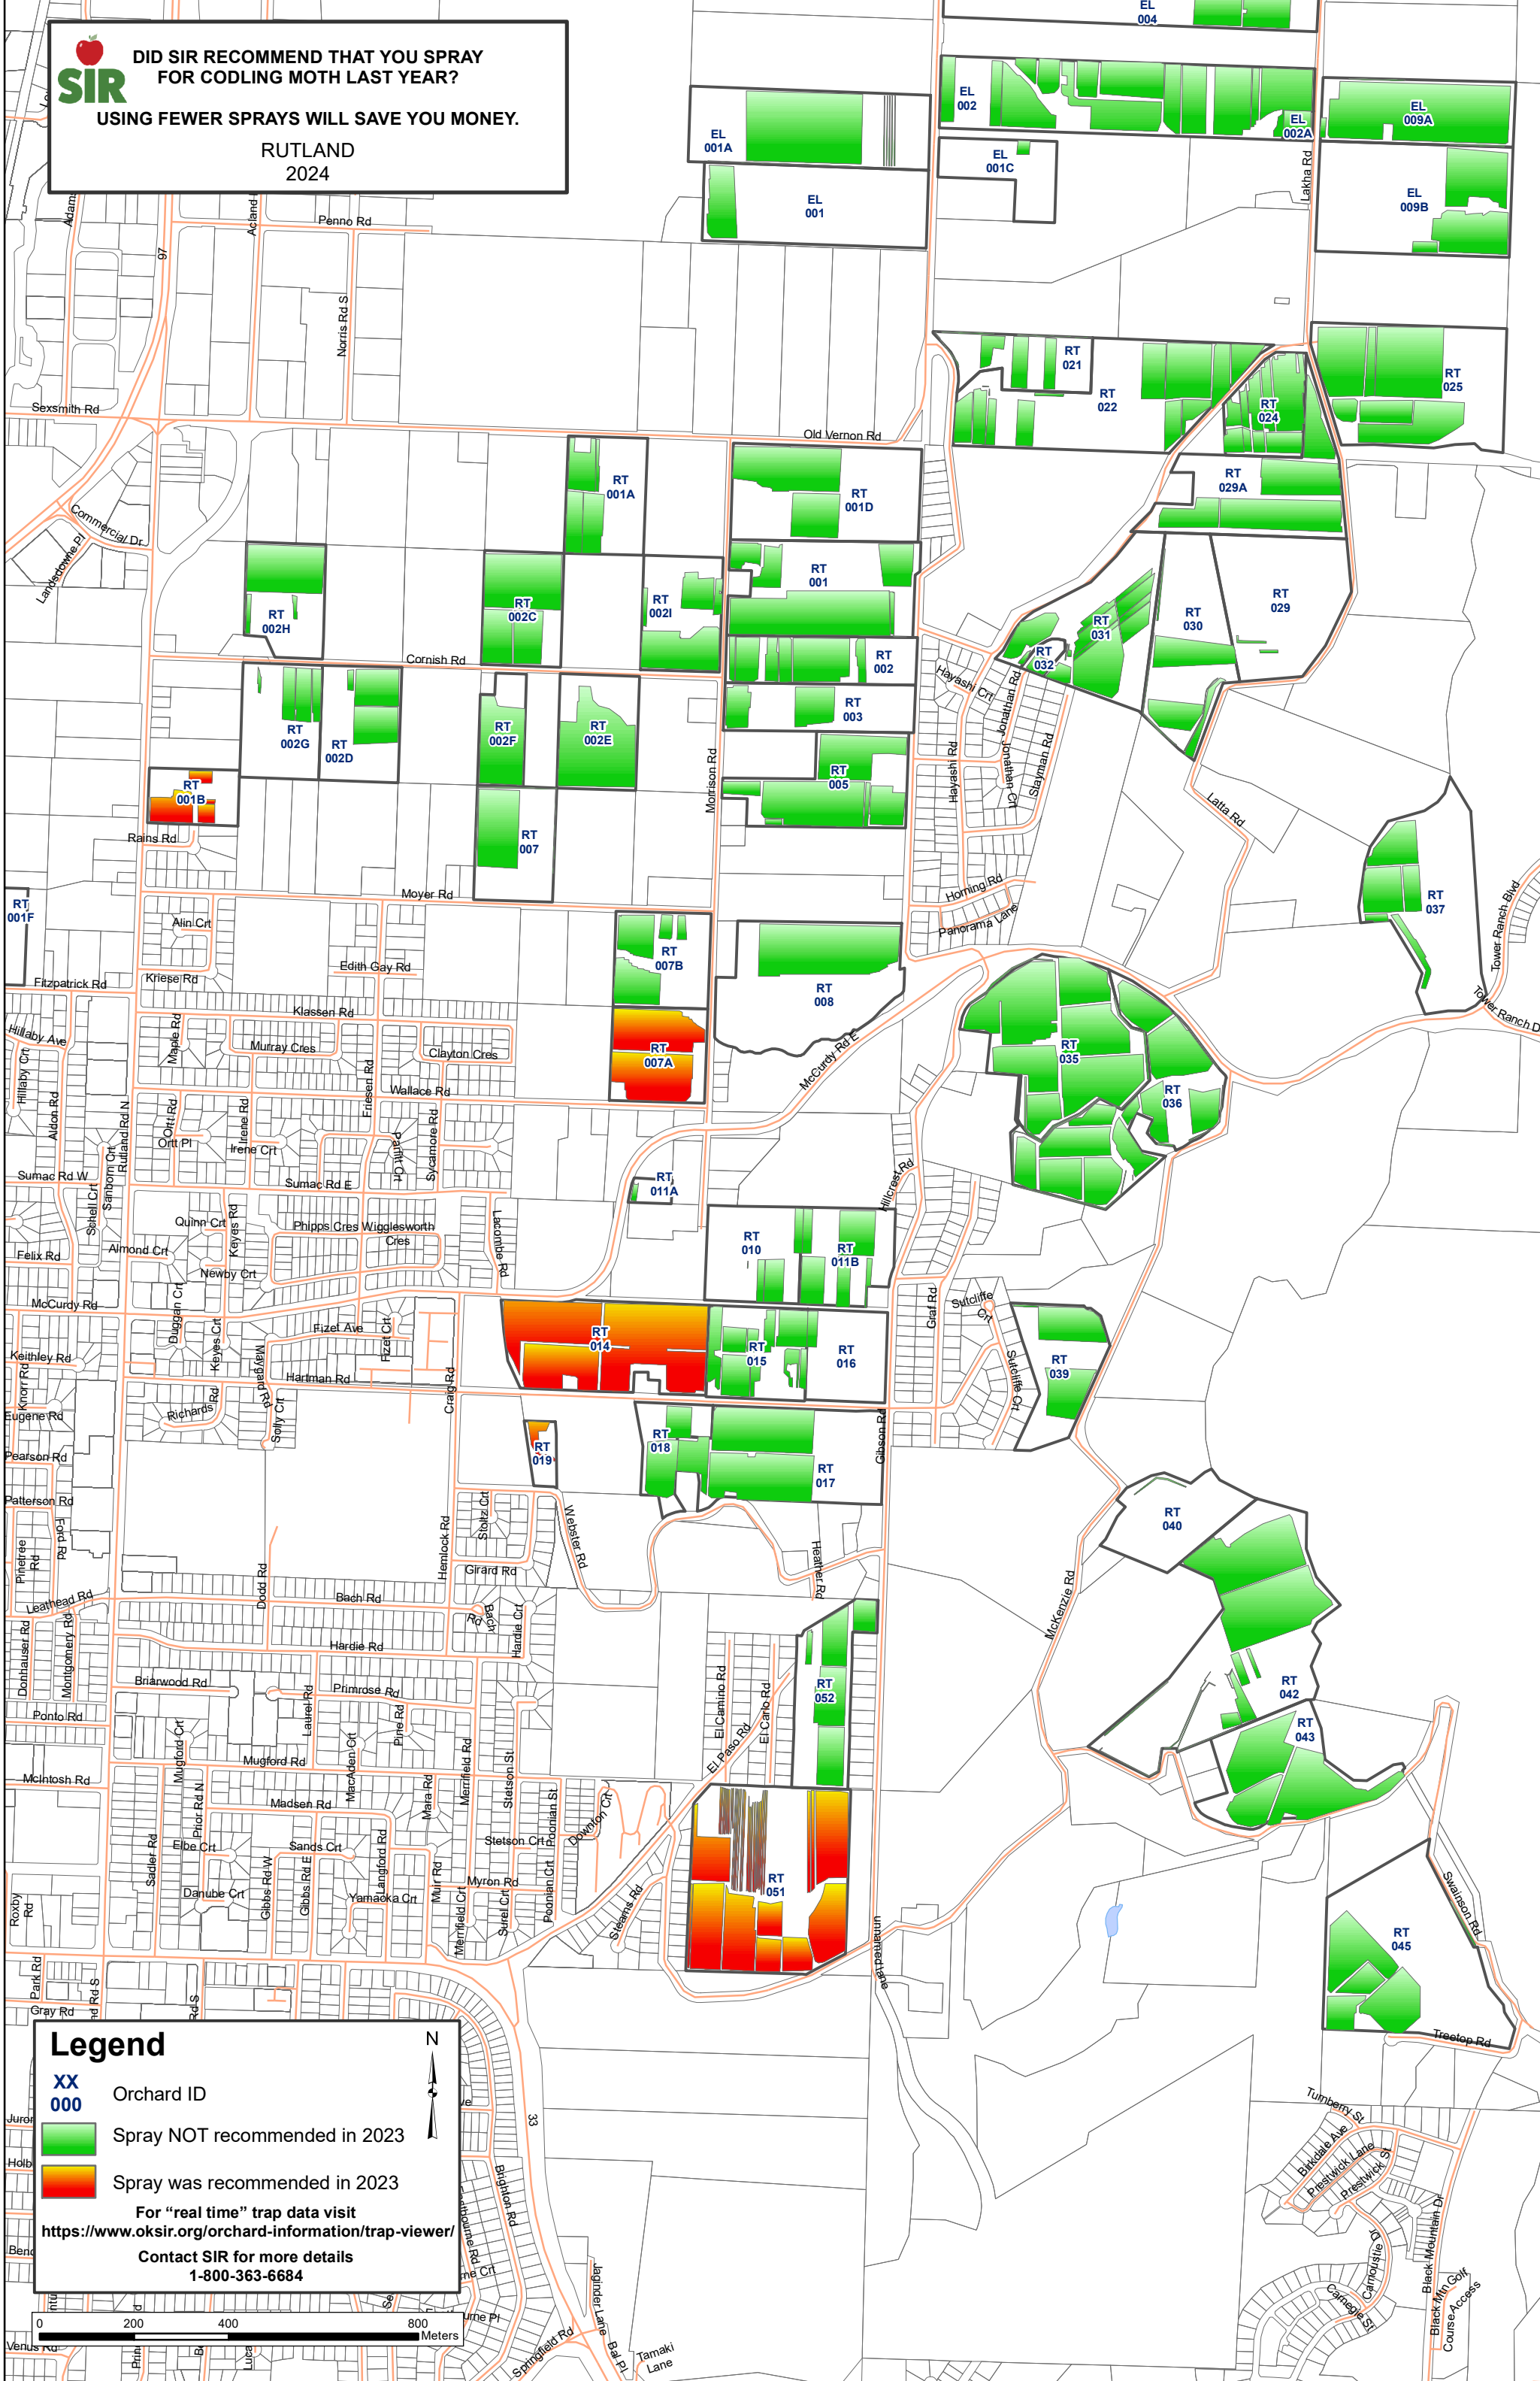 SIR
DID SIR RECOMMEND THAT YOU SPRAY
FOR CODLING MOTH LAST YEAR?
USING FEWER SPRAYS WILL SAVE YOU MONEY.
RUTLAND
2024
EL
004
EL
002
EL
002A
EL
009A
EL
001A
EL
001C
EL
001
EL
009B
Lakha Rd
Penno Rd
97
Norris Rd S
RT
021
RT
022
RT
024
RT
025
Sexsmith Rd
Old Vernon Rd
RT
001A
RT
001D
RT
029A
Commercial Dr
Landsdowne Pl
RT
002H
RT
002C
RT
002I
RT
001
RT
031
RT
032
RT
030
RT
029
Cornish Rd
RT
002
RT
003
Hayashi Crt
Jonathan Rd
Jonathan Crt
Hayashi Rd
Slayman Rd
RT
002G
RT
002D
RT
002F
RT
002E
RT
005
Morrison Rd
RT
001B
Rains Rd
RT
007
Latta Rd
RT
037
Moyer Rd
RT
001F
Horning Rd
Panorama Lane
Tower Ranch Blvd
Alin Crt
Kriese Rd
Edith Gay Rd
Fitzpatrick Rd
RT
007B
RT
008
Klassen Rd
Hillaby Ave
Hillaby Crt
Maple Rd
Murray Cres
Clayton Cres
RT
007A
McCurdy Rd E
RT
035
RT
036
Wallace Rd
Friesen Rd
Aldon Rd
Rutland Rd N
Ortt Rd
Ortt Pl
Irene Rd
Irene Crt
Parfitt Crt
Sycamore Rd
Sumac Rd W
Sanborn Crt
Schell Crt
Sumac Rd E
RT
011A
Hillcrest Rd
Quinn Crt
Keyes Rd
Phipps Cres
Wigglesworth
Cres
Lacombe Rd
Felix Rd
Almond Crt
Newby Crt
RT
010
RT
011B
McCurdy Rd
Duggan Crt
Keyes Crt
Fizet Ave
Fizet Crt
RT
014
RT
015
RT
016
Graf Rd
Sutcliffe
Crt
Sutcliffe Crt
RT
039
Keithley Rd
Knorr Rd
Maygard Rd
Hartman Rd
Craig Rd
Eugene Rd
Richards Rd
Solly Crt
Pearson Rd
RT
019
RT
018
RT
017
Gibson Rd
Patterson Rd
Ford Rd
Pinetree
Rd
Stoltz Crt
Webster Rd
Hemlock Rd
Girard Rd
Heather Rd
RT
040
Leathead Rd
Dodd Rd
Bach Rd
Bach
Rd
Hardie Crt
McKenzie Rd
Donhauser Rd
Montgomery Rd
Hardie Rd
Briarwood Rd
Primrose Rd
Laurel Rd
Pine Rd
El Camino Rd
El Carlo Rd
RT
052
RT
042
RT
043
Ponto Rd
Mugford Crt
Mugford Rd
MacAden Crt
Merrifield Rd
Stetson St
El Paso Rd
McIntosh Rd
Prior Rd N
Madsen Rd
Mara Rd
Poonian St
Downton Crt
Sadler Rd
Elbe Crt
Sands Crt
Stetson Crt
Langford Rd
Danube Crt
Gibbs Rd W
Gibbs Rd E
Yamaoka Crt
Muir Rd
Myron Rd
Merrifield Crt
Surel Crt
Poonian Crt
Stearns Rd
RT
051
unnamed lane
Roxby
Rd
Swainson Rd
RT
045
Park Rd
Gray Rd
Treetop Rd
Legend
N
XX
000
Orchard ID
Spray NOT recommended in 2023
Spray was recommended in 2023
For “real time” trap data visit
https://www.oksir.org/orchard-information/trap-viewer/
Contact SIR for more details
1-800-363-6684
0 200 400 800
Meters
33
Brighton Rd
Jaginder Lane
Bal Pl
Tamaki
Lane
Springfield Rd
Turnberry St
Birkdale Ave
Prestwick Lane
Prestwick St
Carnoustie Dr
Carnegie St
Black Mountain Dr
Black Mtn Golf
Course Access
Venus Rd